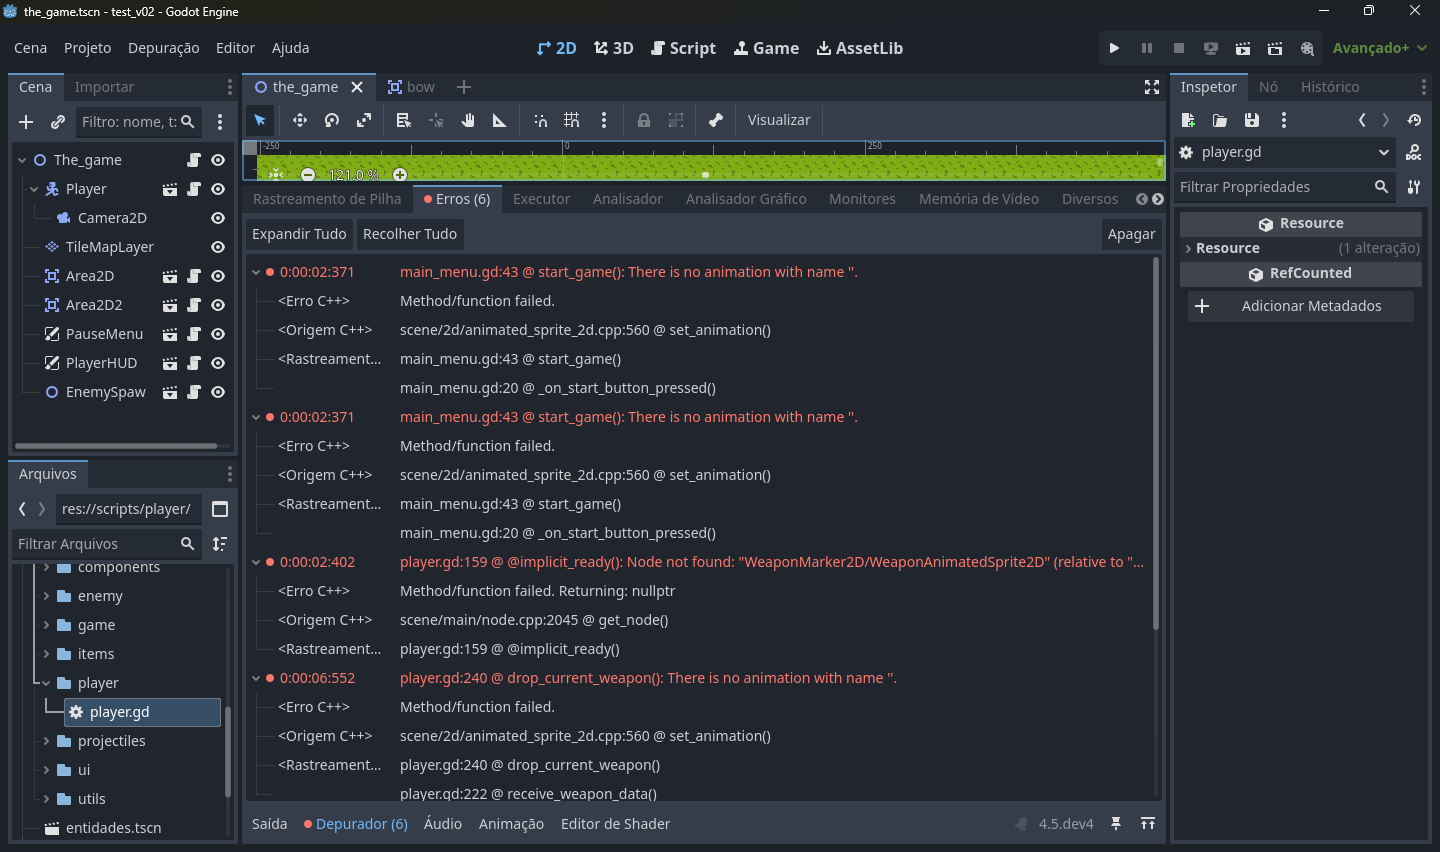 the_game.tscn - test_v02 - Godot Engine
Cena Projeto Depuração Editor Ajuda
2D 3D Script Game AssetLib
Avançado+
Cena Importar
Filtro: nome, t:
The_game
Player
Camera2D
TileMapLayer
Area2D
Area2D2
PauseMenu
PlayerHUD
EnemySpaw
Arquivos
res://scripts/player/
Filtrar Arquivos
components
enemy
game
items
player
player.gd
projectiles
ui
utils
entidades.tscn
the_game bow
Visualizar
-250 0 250
121.0 %
Rastreamento de Pilha Erros (6) Executor Analisador Analisador Gráfico Monitores Memória de Vídeo Diversos
Expandir Tudo Recolher Tudo Apagar
0:00:02:371 main_menu.gd:43 @ start_game(): There is no animation with name ''.
<Erro C++> Method/function failed.
<Origem C++> scene/2d/animated_sprite_2d.cpp:560 @ set_animation()
<Rastreament... main_menu.gd:43 @ start_game()
main_menu.gd:20 @ _on_start_button_pressed()
0:00:02:371 main_menu.gd:43 @ start_game(): There is no animation with name ''.
<Erro C++> Method/function failed.
<Origem C++> scene/2d/animated_sprite_2d.cpp:560 @ set_animation()
<Rastreament... main_menu.gd:43 @ start_game()
main_menu.gd:20 @ _on_start_button_pressed()
0:00:02:402 player.gd:159 @ @implicit_ready(): Node not found: "WeaponMarker2D/WeaponAnimatedSprite2D" (relative to "...
<Erro C++> Method/function failed. Returning: nullptr
<Origem C++> scene/main/node.cpp:2045 @ get_node()
<Rastreament... player.gd:159 @ @implicit_ready()
0:00:06:552 player.gd:240 @ drop_current_weapon(): There is no animation with name ''.
<Erro C++> Method/function failed.
<Origem C++> scene/2d/animated_sprite_2d.cpp:560 @ set_animation()
<Rastreament... player.gd:240 @ drop_current_weapon()
player.gd:222 @ receive_weapon_data()
Saída Depurador (6) Áudio Animação Editor de Shader 4.5.dev4
Inspetor Nó Histórico
player.gd
Filtrar Propriedades
Resource
Resource (1 alteração)
RefCounted
Adicionar Metadados